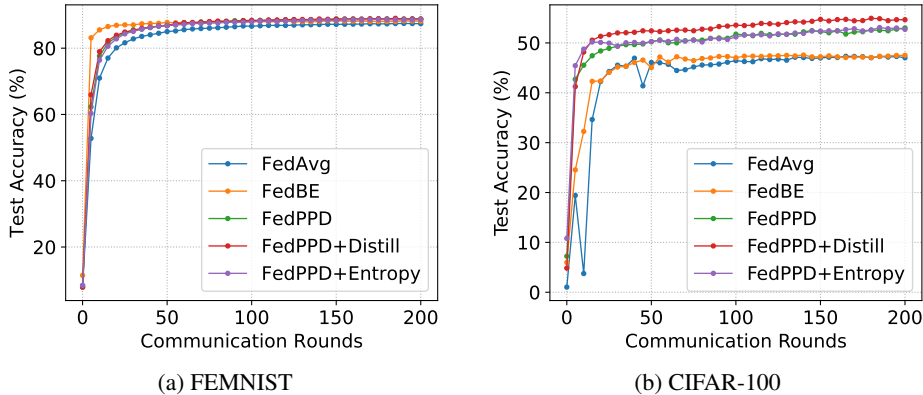 Test Accuracy (%)
80
60
40
20
0
50
100
150
200
Communication Rounds
FedAvg
FedBE
FedPPD
FedPPD+Distill
FedPPD+Entropy
(a) FEMNIST
Test Accuracy (%)
50
40
30
20
10
0
0
50
100
150
200
Communication Rounds
FedAvg
FedBE
FedPPD
FedPPD+Distill
FedPPD+Entropy
(b) CIFAR-100